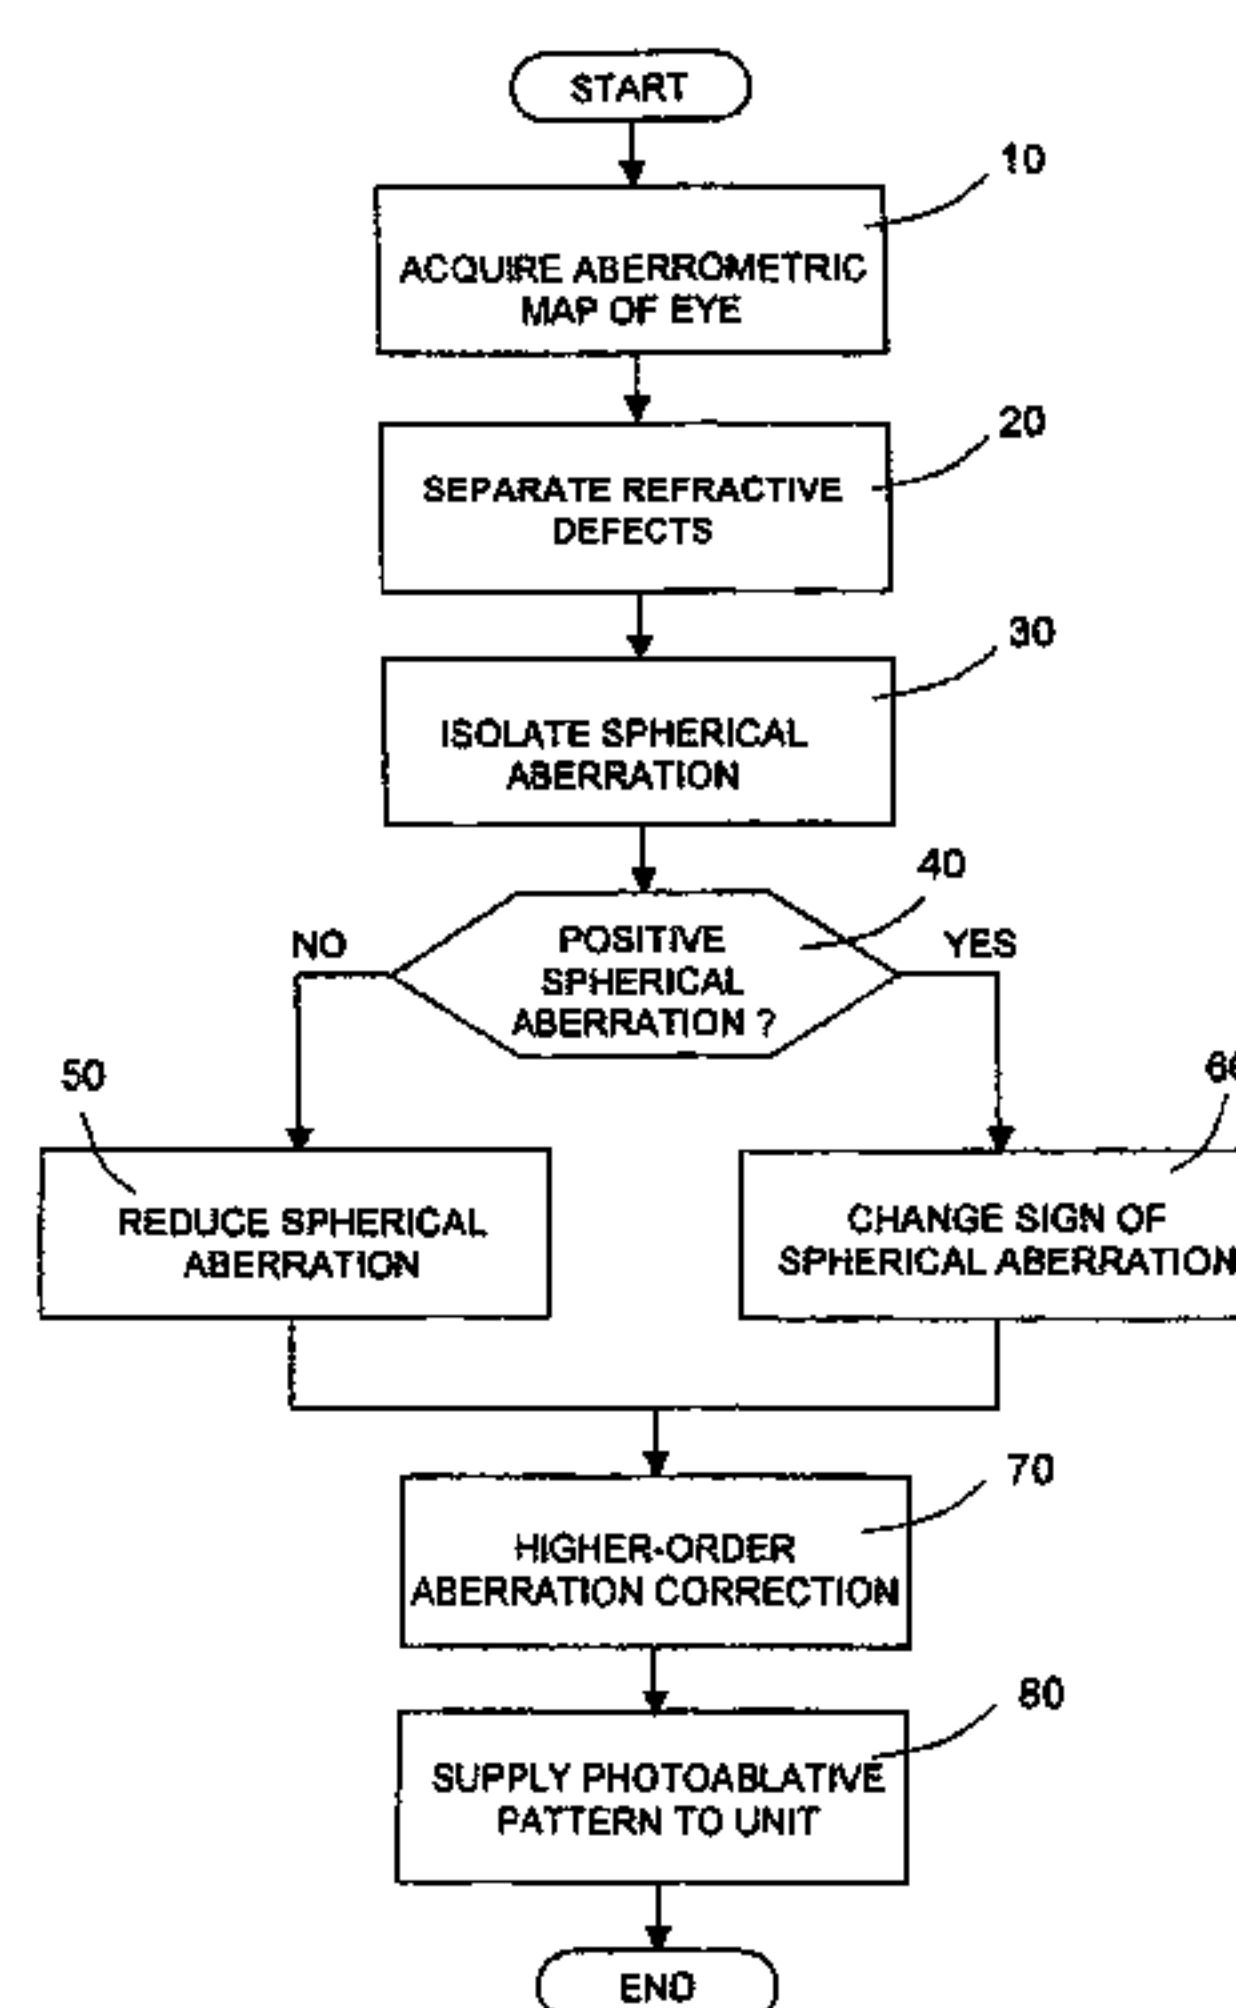 START
10
ACQUIRE ABERROMETRIC
MAP OF EYE
20
SEPARATE REFRACTIVE
DEFECTS
30
ISOLATE SPHERICAL
ABERRATION
40
NO
POSITIVE
SPHERICAL
ABERRATION ?
YES
50
REDUCE SPHERICAL
ABERRATION
CHANGE SIGN OF
SPHERICAL ABERRATION
70
HIGHER-ORDER
ABERRATION CORRECTION
80
SUPPLY PHOTOABLATIVE
PATTERN TO UNIT
END